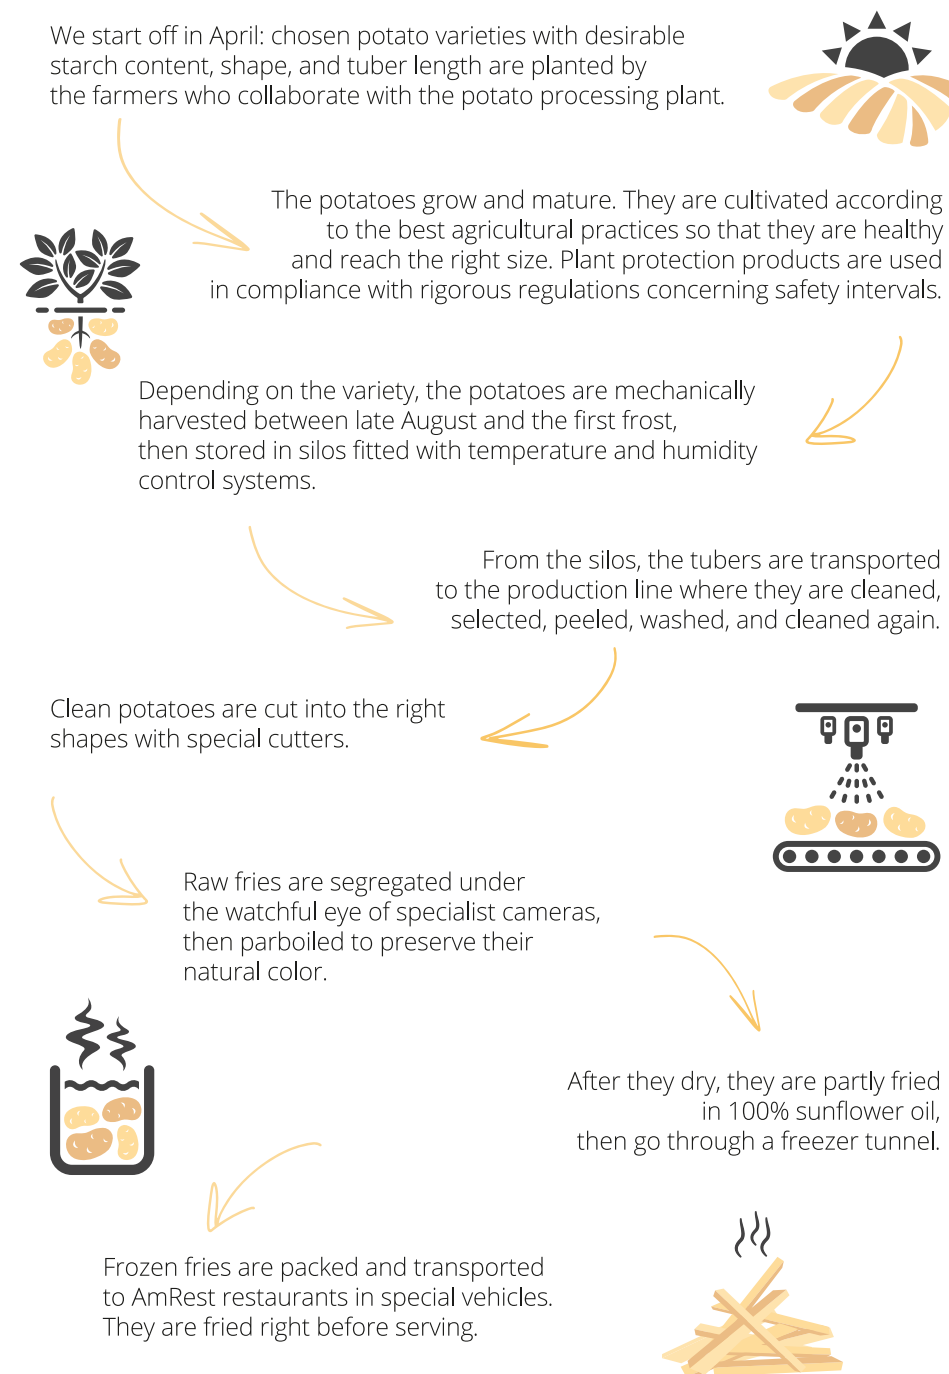 We start off in April: chosen potato varieties with desirable
starch content, shape, and tuber length are planted by
the farmers who collaborate with the potato processing plant.
The potatoes grow and mature. They are cultivated according
to the best agricultural practices so that they are healthy
and reach the right size. Plant protection products are used
in compliance with rigorous regulations concerning safety intervals.
Depending on the variety, the potatoes are mechanically
harvested between late August and the first frost,
then stored in silos fitted with temperature and humidity
control systems.
From the silos, the tubers are transported
to the production line where they are cleaned,
selected, peeled, washed, and cleaned again.
Clean potatoes are cut into the right
shapes with special cutters.
Raw fries are segregated under
the watchful eye of specialist cameras,
then parboiled to preserve their
natural color.
After they dry, they are partly fried
in 100% sunflower oil,
then go through a freezer tunnel.
Frozen fries are packed and transported
to AmRest restaurants in special vehicles.
They are fried right before serving.